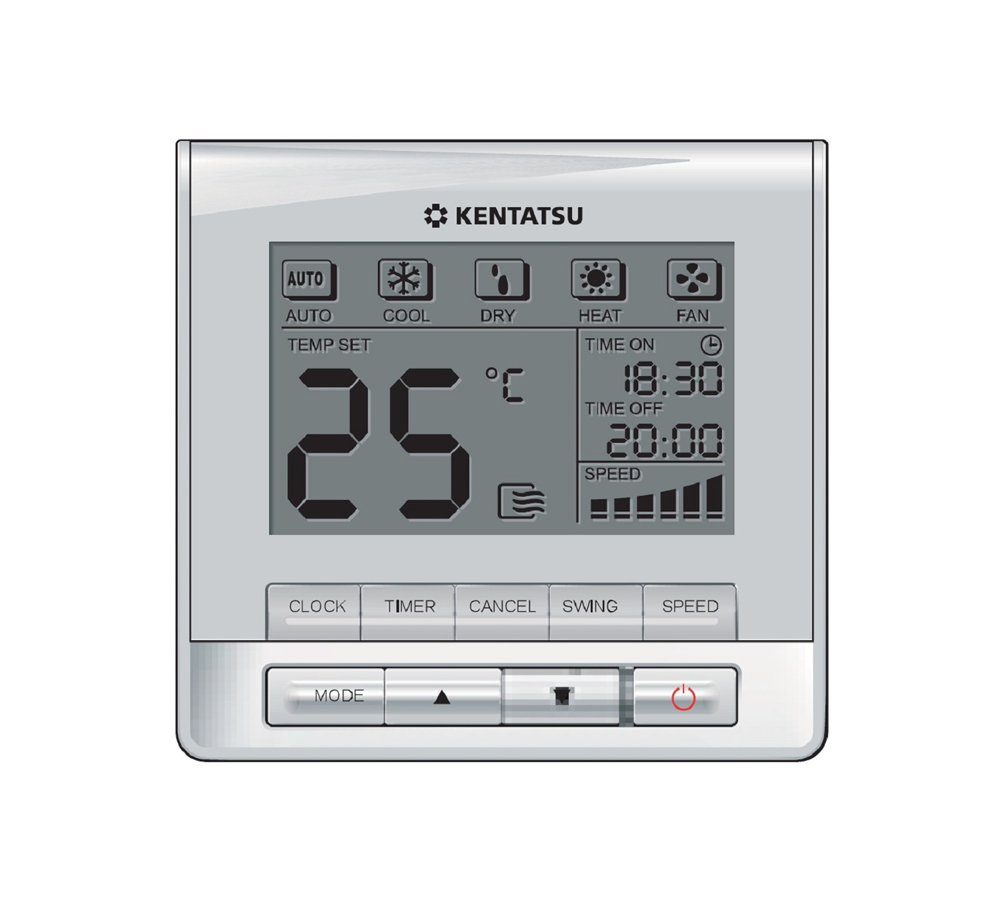 KENTATSU
AUTO
AUTO COOL DRY HEAT FAN
TEMP SET
25 °C
TIME ON
18:30
TIME OFF
20:00
SPEED
CLOCK TIMER CANCEL SWING SPEED
MODE